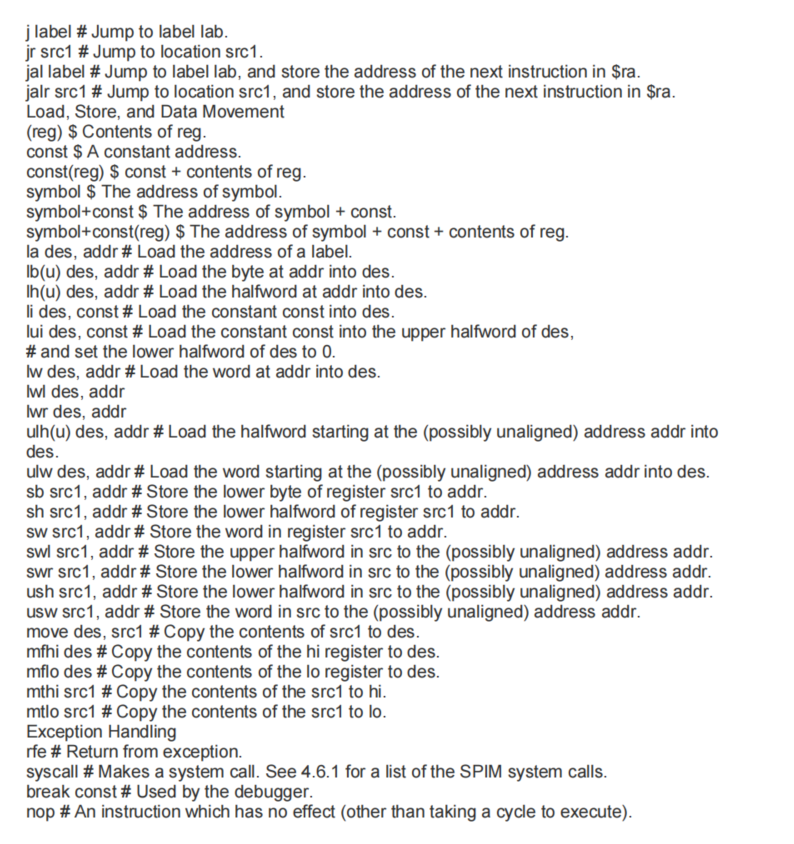 j label # Jump to label lab.
jr src1 # Jump to location src1.
jal label # Jump to label lab, and store the address of the next instruction in $ra.
jalr src1 # Jump to location src1, and store the address of the next instruction in $ra.
Load, Store, and Data Movement
(reg) $ Contents of reg.
const $ A constant address.
const(reg) $ const + contents of reg.
symbol $ The address of symbol.
symbol+const $ The address of symbol + const.
symbol+const(reg) $ The address of symbol + const + contents of reg.
la des, addr # Load the address of a label.
lb(u) des, addr # Load the byte at addr into des.
lh(u) des, addr # Load the halfword at addr into des.
li des, const # Load the constant const into des.
lui des, const # Load the constant const into the upper halfword of des,
# and set the lower halfword of des to 0.
lw des, addr # Load the word at addr into des.
lwl des, addr
lwr des, addr
ulh(u) des, addr # Load the halfword starting at the (possibly unaligned) address addr into
des.
ulw des, addr # Load the word starting at the (possibly unaligned) address addr into des.
sb src1, addr # Store the lower byte of register src1 to addr.
sh src1, addr # Store the lower halfword of register src1 to addr.
sw src1, addr # Store the word in register src1 to addr.
swl src1, addr # Store the upper halfword in src to the (possibly unaligned) address addr.
swr src1, addr # Store the lower halfword in src to the (possibly unaligned) address addr.
ush src1, addr # Store the lower halfword in src to the (possibly unaligned) address addr.
usw src1, addr # Store the word in src to the (possibly unaligned) address addr.
move des, src1 # Copy the contents of src1 to des.
mfhi des # Copy the contents of the hi register to des.
mflo des # Copy the contents of the lo register to des.
mthi src1 # Copy the contents of the src1 to hi.
mtlo src1 # Copy the contents of the src1 to lo.
Exception Handling
rfe # Return from exception.
syscall # Makes a system call. See 4.6.1 for a list of the SPIM system calls.
break const # Used by the debugger.
nop # An instruction which has no effect (other than taking a cycle to execute).